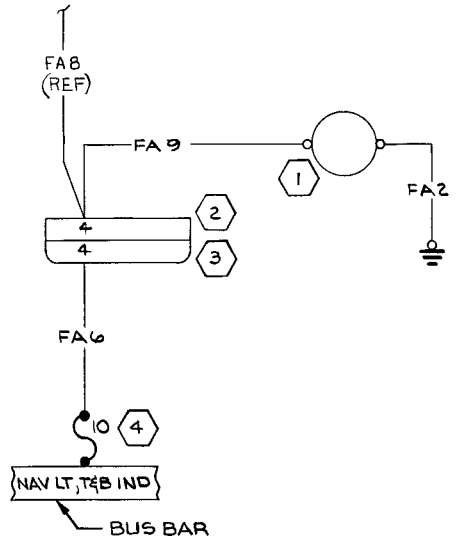 FA8
(REF)
FA9
1
FA2
2
4
4
3
FA6
10
4
NAV LT, T&B IND
BUS BAR